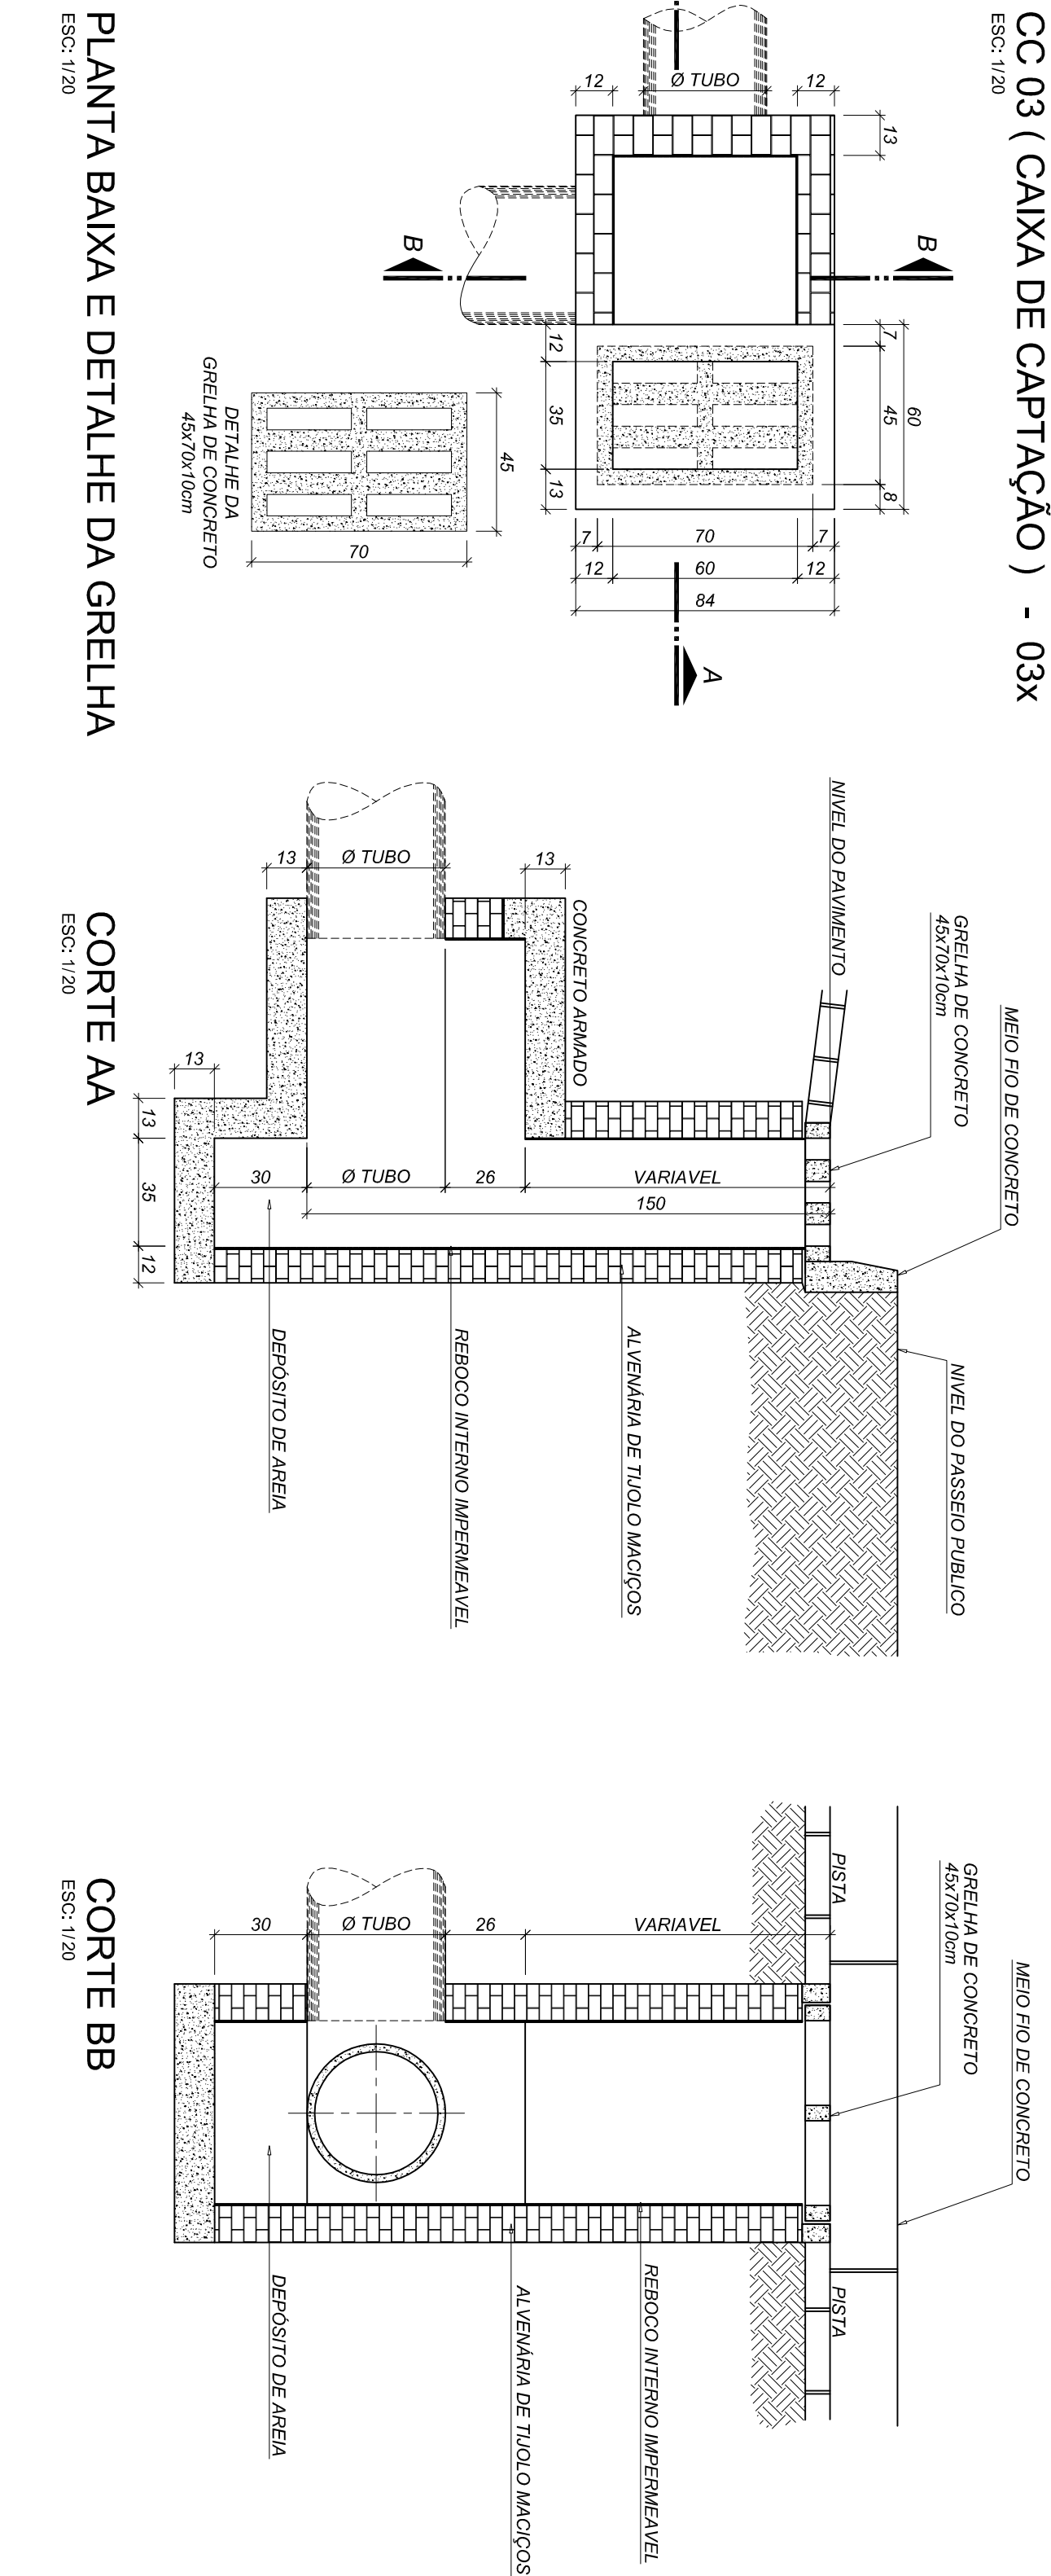 CC 03 ( CAIXA DE CAPTAÇÃO )  -  03x
ESC: 1/20
12
Ø TUBO
12
13
B
B
12
35
13
7
45
8
60
7
70
7
12
60
12
84
A
45
70
DETALHE DA
GRELHA DE CONCRETO
45x70x10cm
PLANTA BAIXA E DETALHE DA GRELHA
ESC: 1/20
NIVEL DO PAVIMENTO
GRELHA DE CONCRETO
45x70x10cm
MEIO FIO DE CONCRETO
NIVEL DO PASSEIO PUBLICO
13
Ø TUBO
13
CONCRETO ARMADO
13
13
35
12
30
Ø TUBO
26
VARIAVEL
150
ALVENÁRIA DE TIJOLO MACIÇOS
REBOCO INTERNO IMPERMEAVEL
DEPÓSITO DE AREIA
CORTE AA
ESC: 1/20
PISTA
GRELHA DE CONCRETO
45x70x10cm
MEIO FIO DE CONCRETO
PISTA
30
Ø TUBO
26
VARIAVEL
REBOCO INTERNO IMPERMEAVEL
ALVENÁRIA DE TIJOLO MACIÇOS
DEPÓSITO DE AREIA
CORTE BB
ESC: 1/20